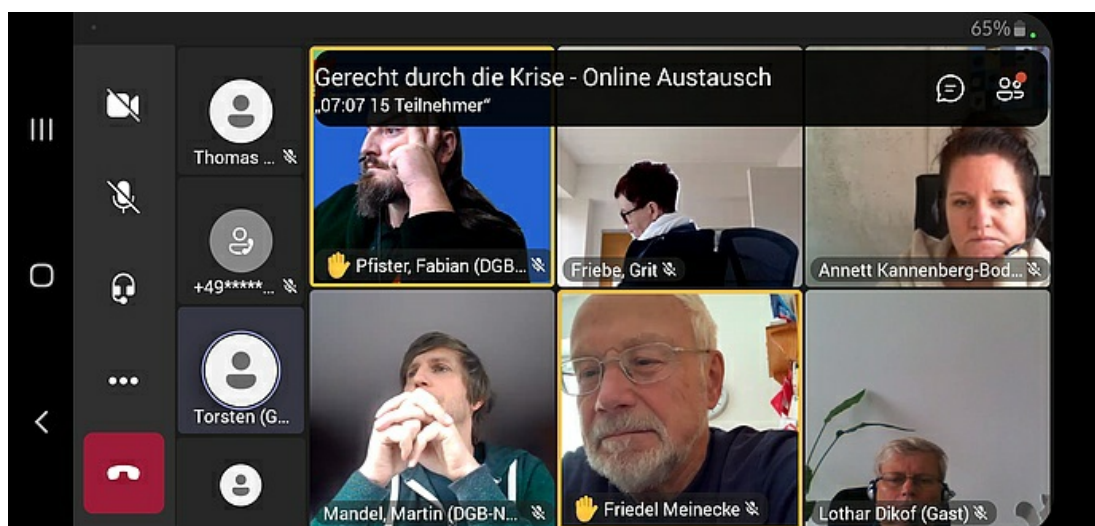 65%
Gerecht durch die Krise - Online Austausch
„07:07 15 Teilnehmer“
Thomas ...
Pfister, Fabian (DGB...
Friebe, Grit
Annett Kannenberg-Bod...
+49*****...
Torsten (G...
Mandel, Martin (DGB-N...
Friedel Meinecke
Lothar Dikof (Gast)